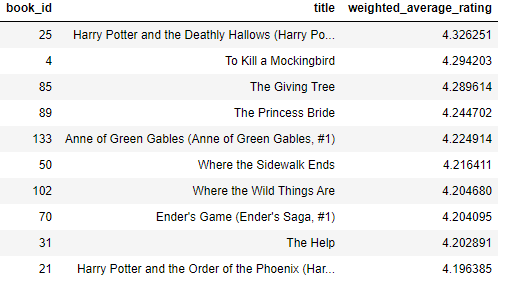 book_id title weighted_average_rating
25 Harry Potter and the Deathly Hallows (Harry Po... 4.326251
4 To Kill a Mockingbird 4.294203
85 The Giving Tree 4.289614
89 The Princess Bride 4.244702
133 Anne of Green Gables (Anne of Green Gables, #1) 4.224914
50 Where the Sidewalk Ends 4.216411
102 Where the Wild Things Are 4.204680
70 Ender's Game (Ender's Saga, #1) 4.204095
31 The Help 4.202891
21 Harry Potter and the Order of the Phoenix (Har... 4.196385